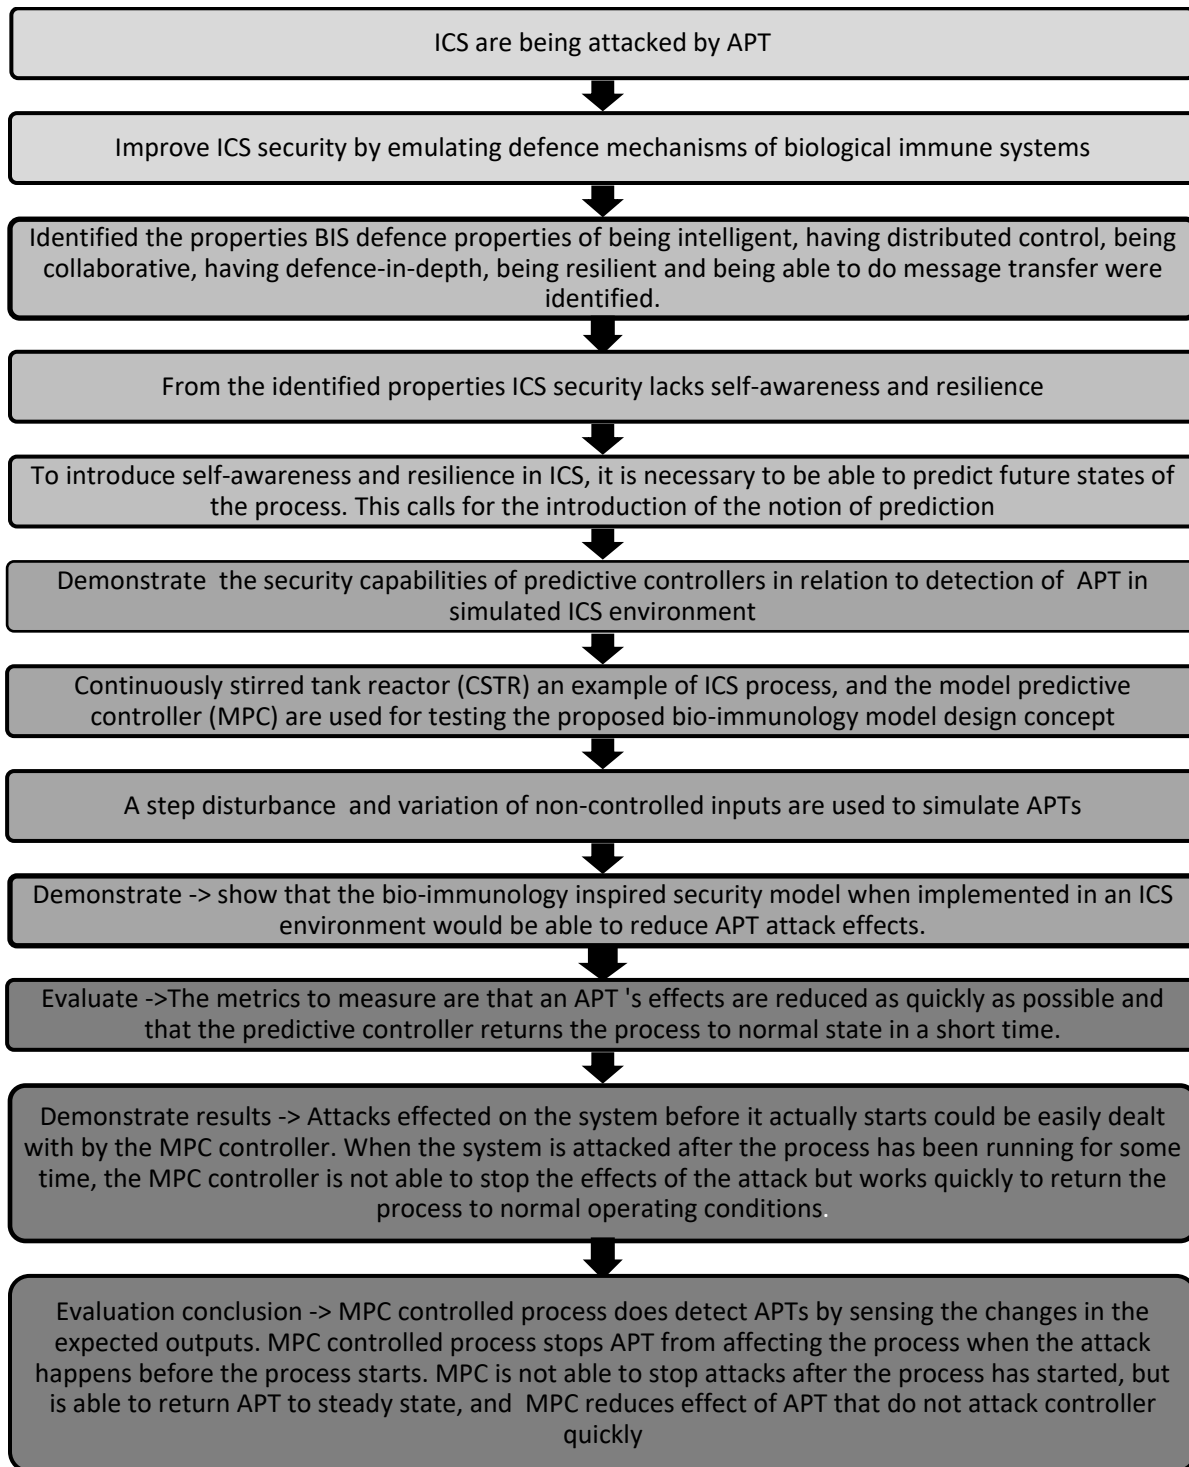 ICS are being attacked by APT
Improve ICS security by emulating defence mechanisms of biological immune systems
Identified the properties BIS defence properties of being intelligent, having distributed control, being
collaborative, having defence-in-depth, being resilient and being able to do message transfer were
identified.
From the identified properties ICS security lacks self-awareness and resilience
To introduce self-awareness and resilience in ICS, it is necessary to be able to predict future states of
the process. This calls for the introduction of the notion of prediction
Demonstrate the security capabilities of predictive controllers in relation to detection of APT in
simulated ICS environment
Continuously stirred tank reactor (CSTR) an example of ICS process, and the model predictive
controller (MPC) are used for testing the proposed bio-immunology model design concept
A step disturbance and variation of non-controlled inputs are used to simulate APTs
Demonstrate -> show that the bio-immunology inspired security model when implemented in an ICS
environment would be able to reduce APT attack effects.
Evaluate ->The metrics to measure are that an APT 's effects are reduced as quickly as possible and
that the predictive controller returns the process to normal state in a short time.
Demonstrate results -> Attacks effected on the system before it actually starts could be easily dealt
with by the MPC controller. When the system is attacked after the process has been running for some
time, the MPC controller is not able to stop the effects of the attack but works quickly to return the
process to normal operating conditions.
Evaluation conclusion -> MPC controlled process does detect APTs by sensing the changes in the
expected outputs. MPC controlled process stops APT from affecting the process when the attack
happens before the process starts. MPC is not able to stop attacks after the process has started, but
is able to return APT to steady state, and MPC reduces effect of APT that do not attack controller
quickly